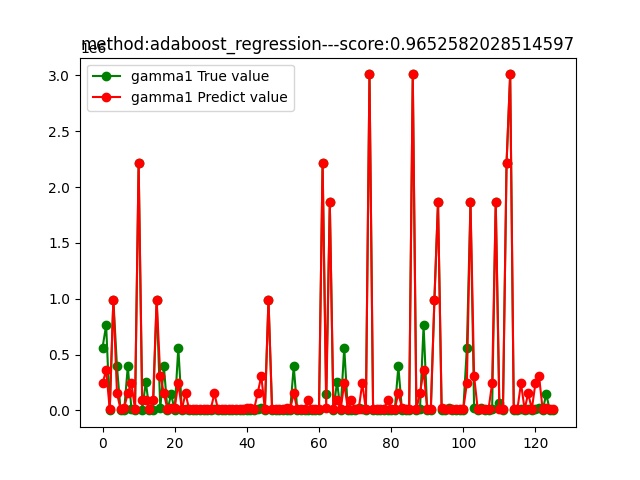 method:adaboost_regression---score:0.9652582028514597
1e6
gamma1 True value
gamma1 Predict value
3.0
2.5
2.0
1.5
1.0
0.5
0.0
0 20 40 60 80 100 120